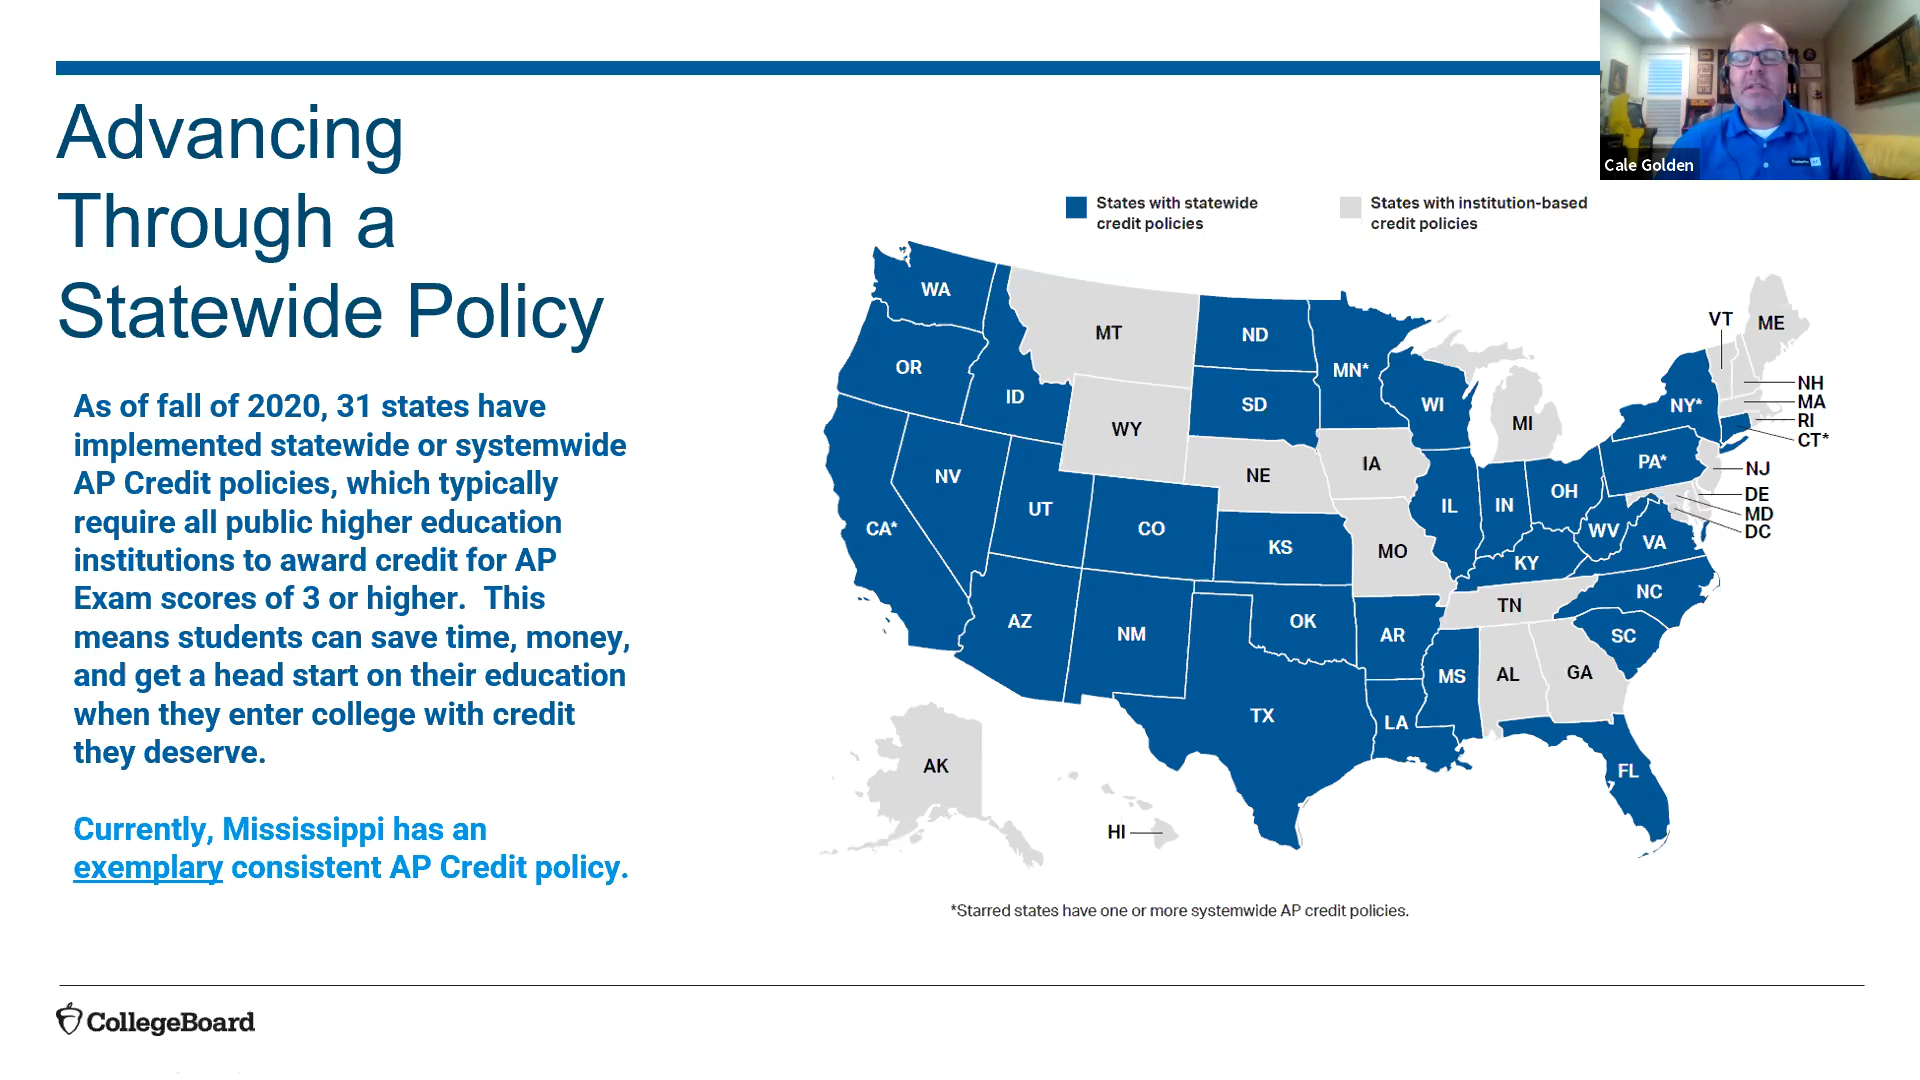 Advancing
Through a
Statewide Policy
As of fall of 2020, 31 states have
implemented statewide or systemwide
AP Credit policies, which typically
require all public higher education
institutions to award credit for AP
Exam scores of 3 or higher.  This
means students can save time, money,
and get a head start on their education
when they enter college with credit
they deserve.
Currently, Mississippi has an
exemplary consistent AP Credit policy.
Cale Golden
States with statewide
credit policies
States with institution-based
credit policies
WA
MT
ND
MN*
VT
ME
OR
ID
SD
WI
MI
NY*
NH
MA
RI
CT*
WY
NE
IA
PA*
NJ
DE
MD
DC
NV
UT
CO
CA*
KS
MO
IL
IN
OH
WV
VA
KY
NC
TN
SC
AZ
NM
OK
AR
MS
AL
GA
TX
LA
FL
AK
HI
*Starred states have one or more systemwide AP credit policies.
CollegeBoard